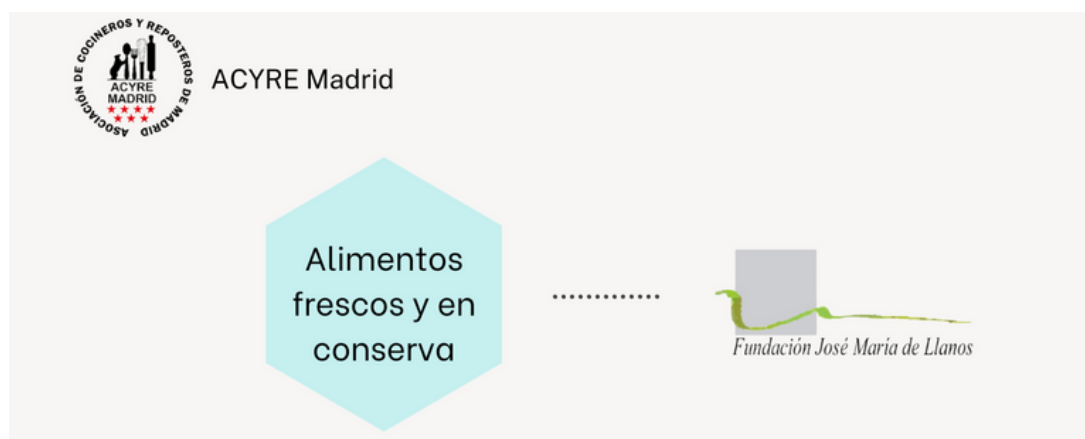 ASOCIACIÓN DE COCINEROS Y REPOSTEROS DE MADRID
ACYRE
MADRID
ACYRE Madrid
Alimentos
frescos y en
conserva
Fundación José María de Llanos